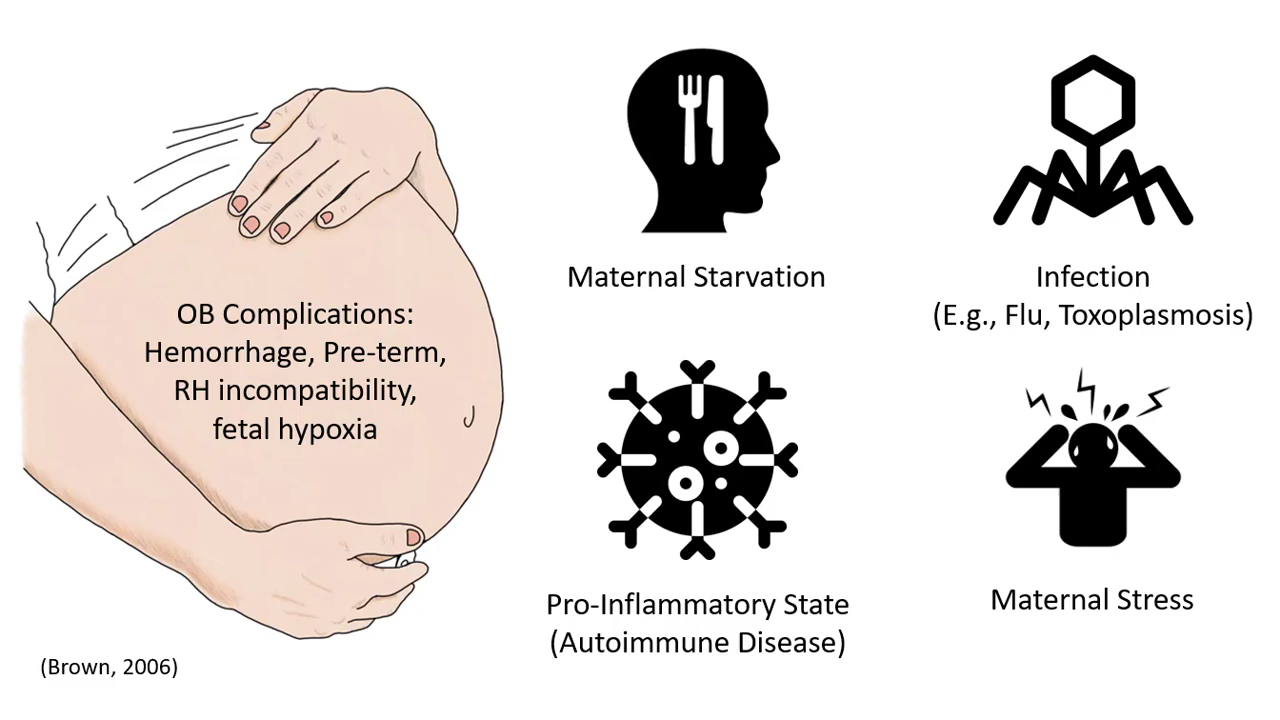 OB Complications:
Hemorrhage, Pre-term,
RH incompatibility,
fetal hypoxia
(Brown, 2006)
Maternal Starvation
Infection
(E.g., Flu, Toxoplasmosis)
Pro-Inflammatory State
(Autoimmune Disease)
Maternal Stress